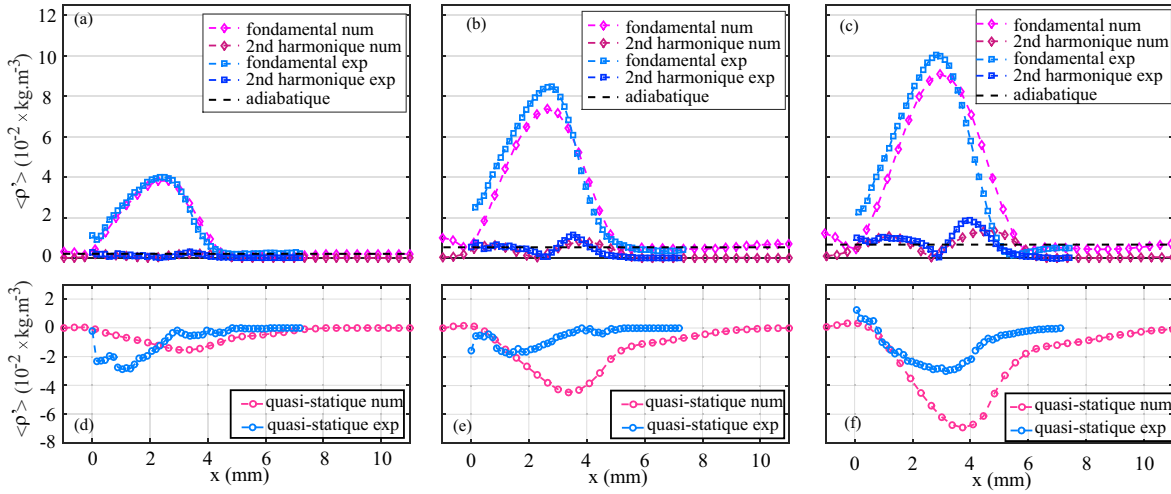 (a)
fondamental num
2nd harmonique num
fondamental exp
2nd harmonique exp
adiabatique
(b)
fondamental num
2nd harmonique num
fondamental exp
2nd harmonique exp
adiabatique
(c)
fondamental num
2nd harmonique num
fondamental exp
2nd harmonique exp
adiabatique
<ρ'> (10⁻² × kg.m⁻³)
12
10
8
6
4
2
0
<ρ'> (10⁻² × kg.m⁻³)
2
0
-2
-4
-6
-8
(d)
quasi-statique num
quasi-statique exp
(e)
quasi-statique num
quasi-statique exp
(f)
quasi-statique num
quasi-statique exp
0 2 4 6 8 10
0 2 4 6 8 10
0 2 4 6 8 10
x (mm)
x (mm)
x (mm)